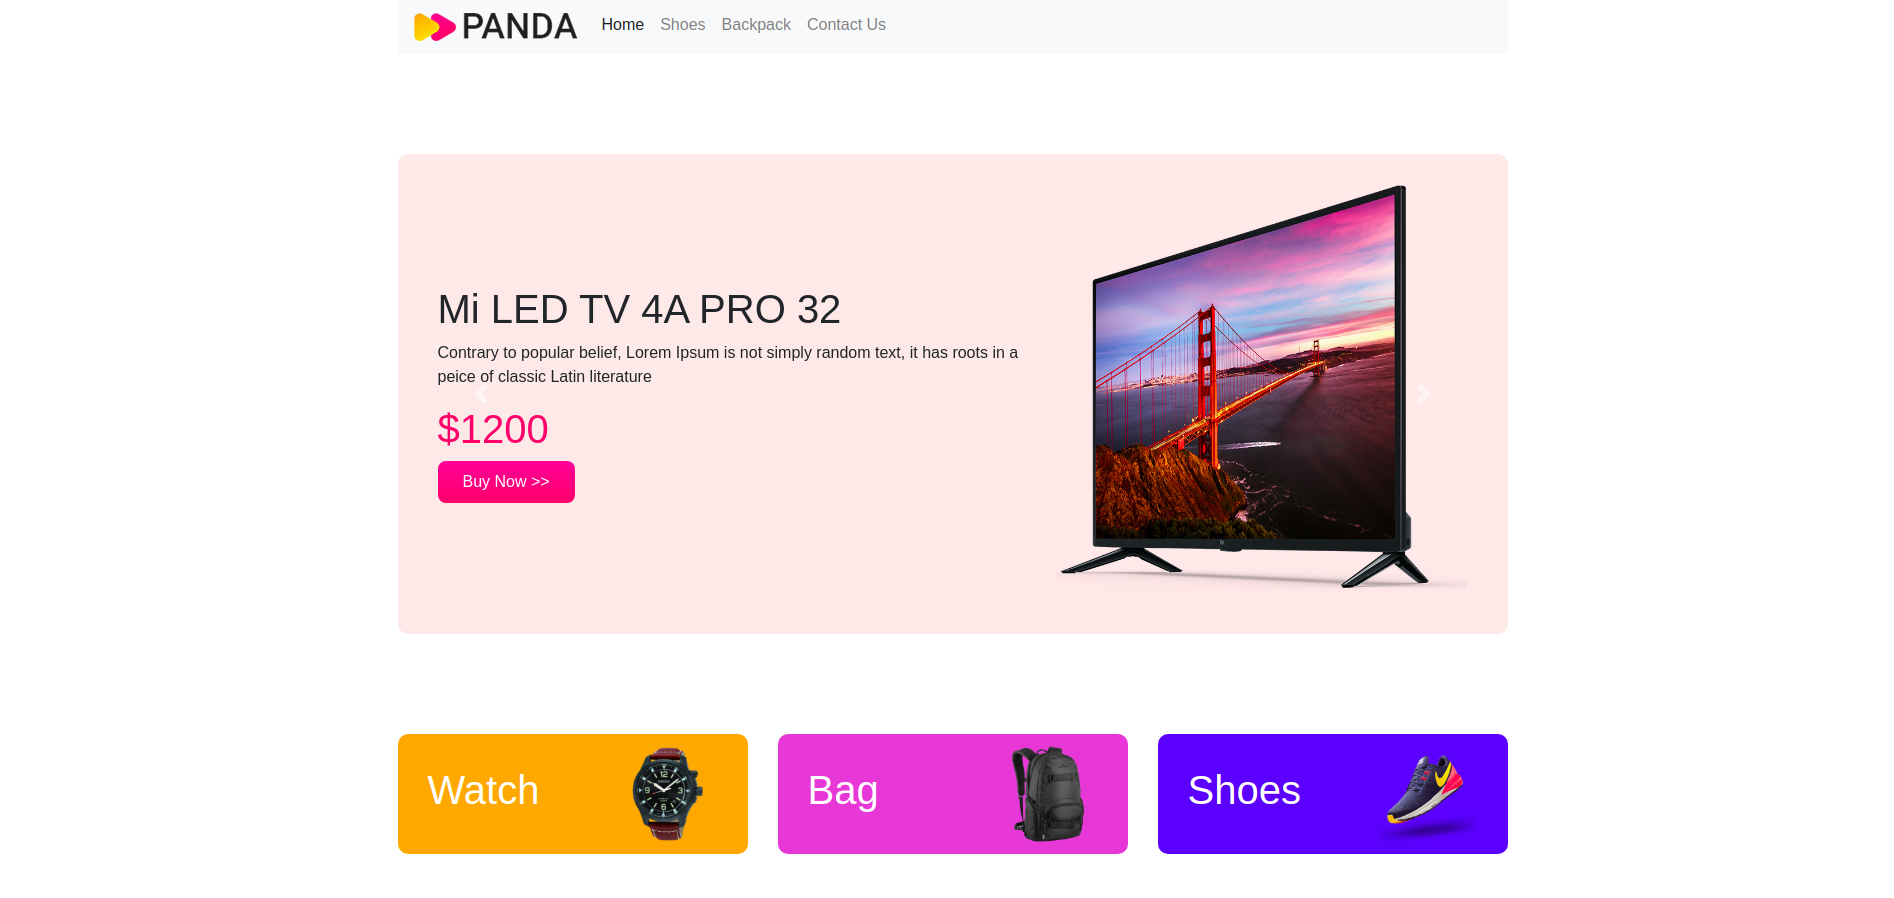 PANDA Home Shoes Backpack Contact Us
Mi LED TV 4A PRO 32
Contrary to popular belief, Lorem Ipsum is not simply random text, it has roots in a
peice of classic Latin literature
$1200
Buy Now >>
Watch Bag Shoes